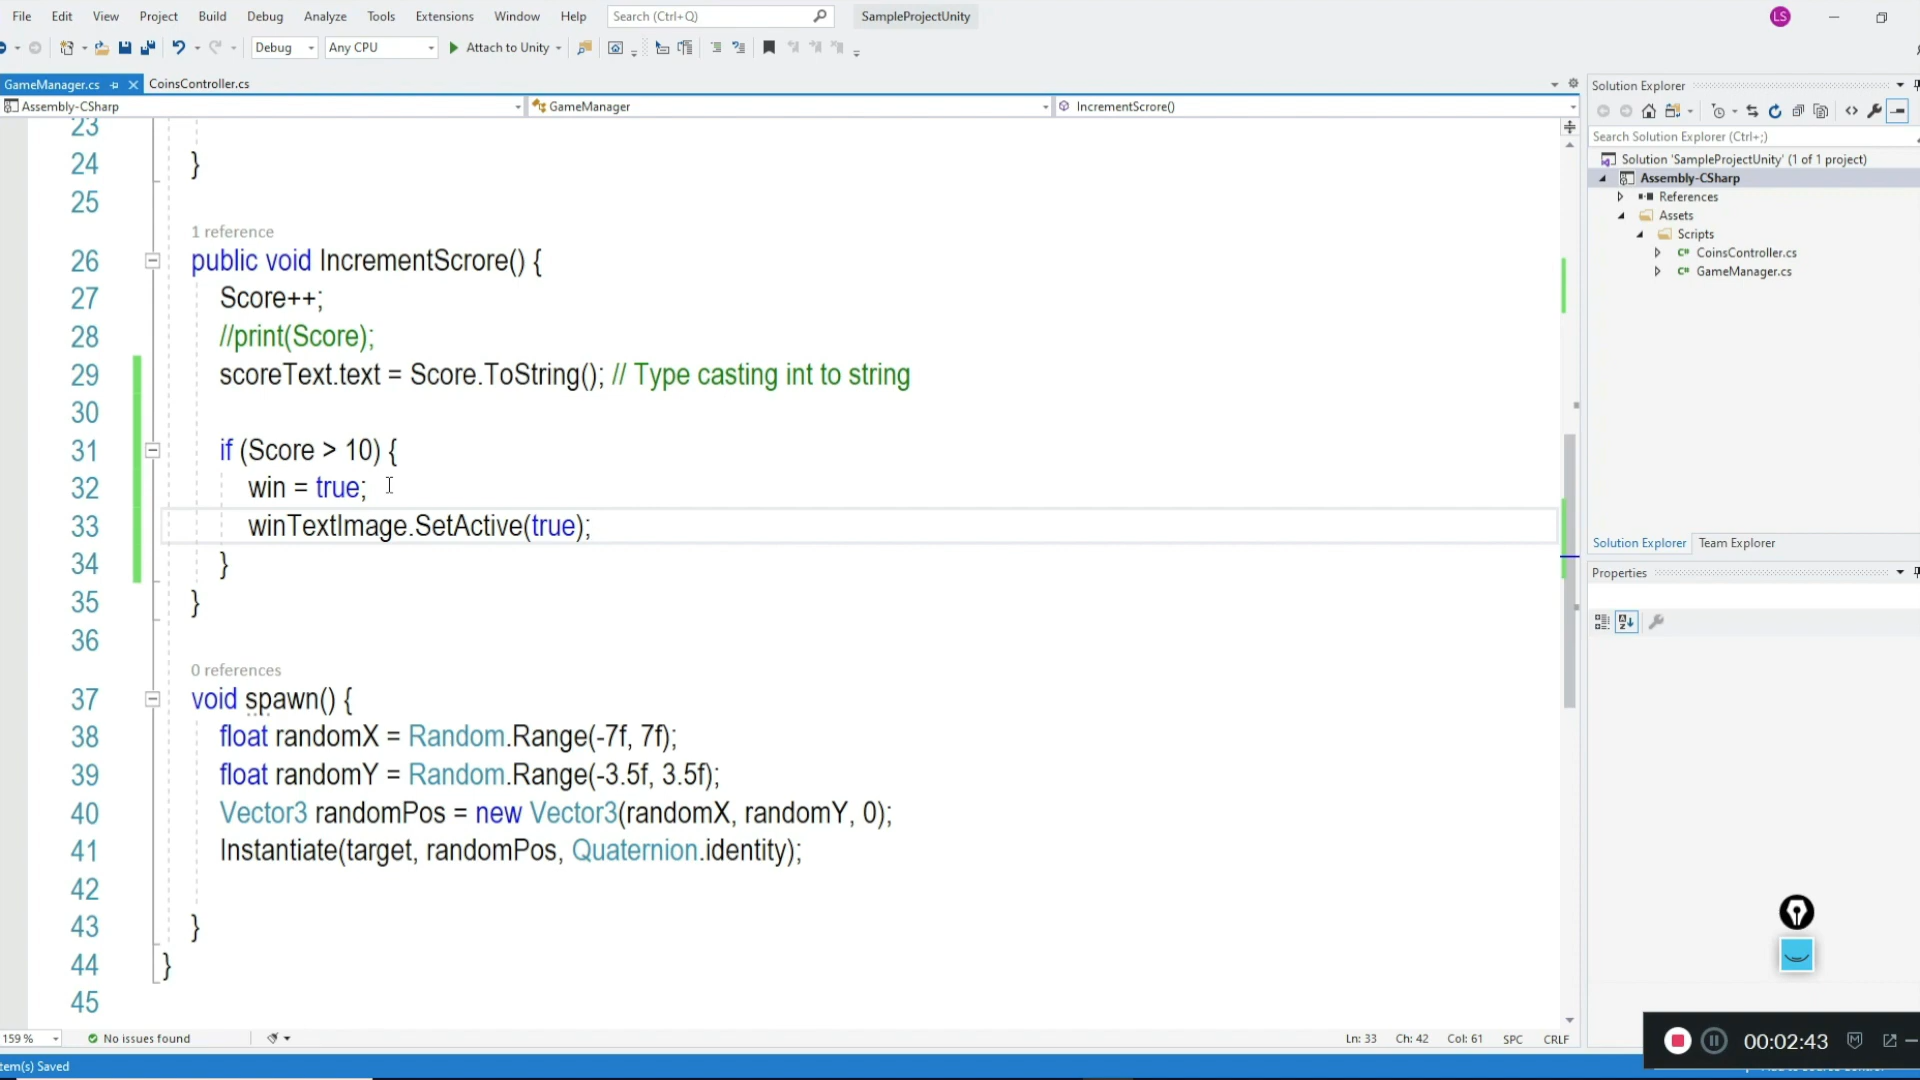 File Edit View Project Build Debug Analyze Tools Extensions Window Help Search (Ctrl+Q) SampleProjectUnity LS
Debug Any CPU Attach to Unity
GameManager.cs CoinsController.cs
Assembly-CSharp GameManager IncrementScrore()
23
24 }
25
1 reference
26 public void IncrementScrore() {
27 Score++;
28 //print(Score);
29 scoreText.text = Score.ToString(); // Type casting int to string
30
31 if (Score > 10) {
32 win = true;
33 winTextImage.SetActive(true);
34 }
35 }
36
0 references
37 void spawn() {
38 float randomX = Random.Range(-7f, 7f);
39 float randomY = Random.Range(-3.5f, 3.5f);
40 Vector3 randomPos = new Vector3(randomX, randomY, 0);
41 Instantiate(target, randomPos, Quaternion.identity);
42
43 }
44 }
45
159 % No issues found Ln: 33 Ch: 42 Col: 61 SPC CRLF
tem(s) Saved
Solution Explorer
Search Solution Explorer (Ctrl+;)
Solution 'SampleProjectUnity' (1 of 1 project)
Assembly-CSharp
References
Assets
Scripts
C# CoinsController.cs
C# GameManager.cs
Solution Explorer Team Explorer
Properties
00:02:43